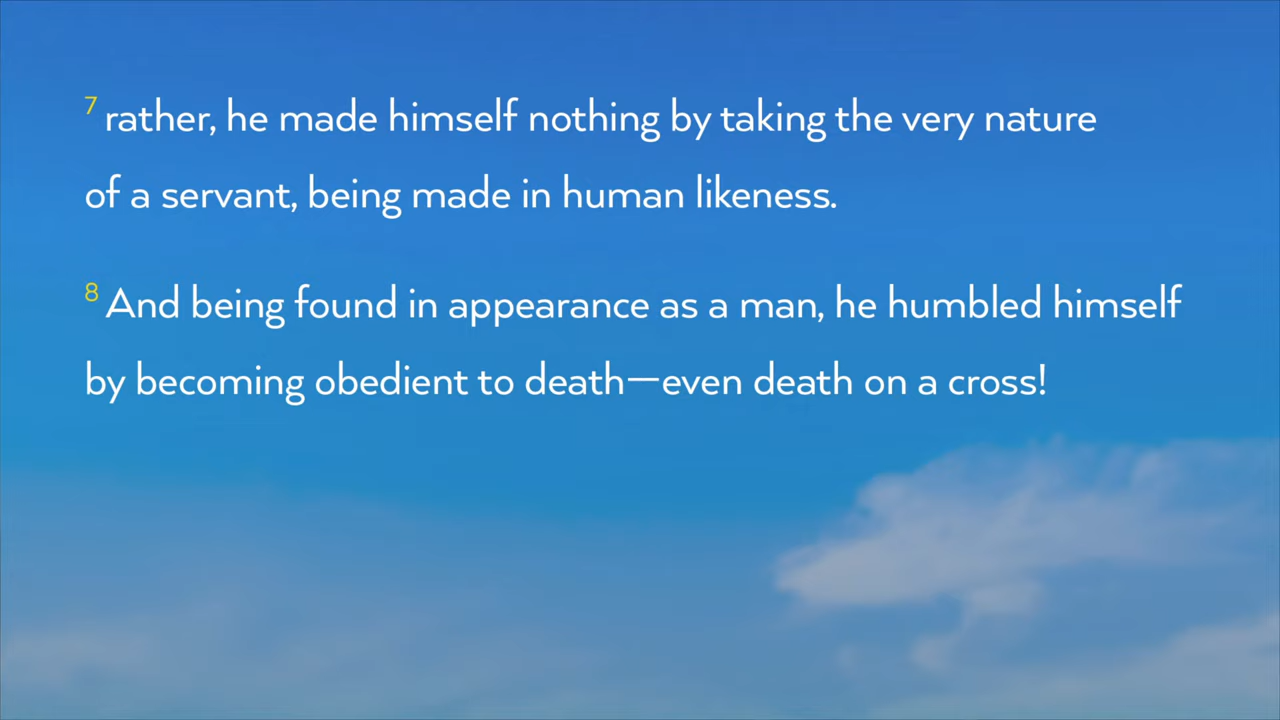 7 rather, he made himself nothing by taking the very nature
of a servant, being made in human likeness.
8 And being found in appearance as a man, he humbled himself
by becoming obedient to death—even death on a cross!